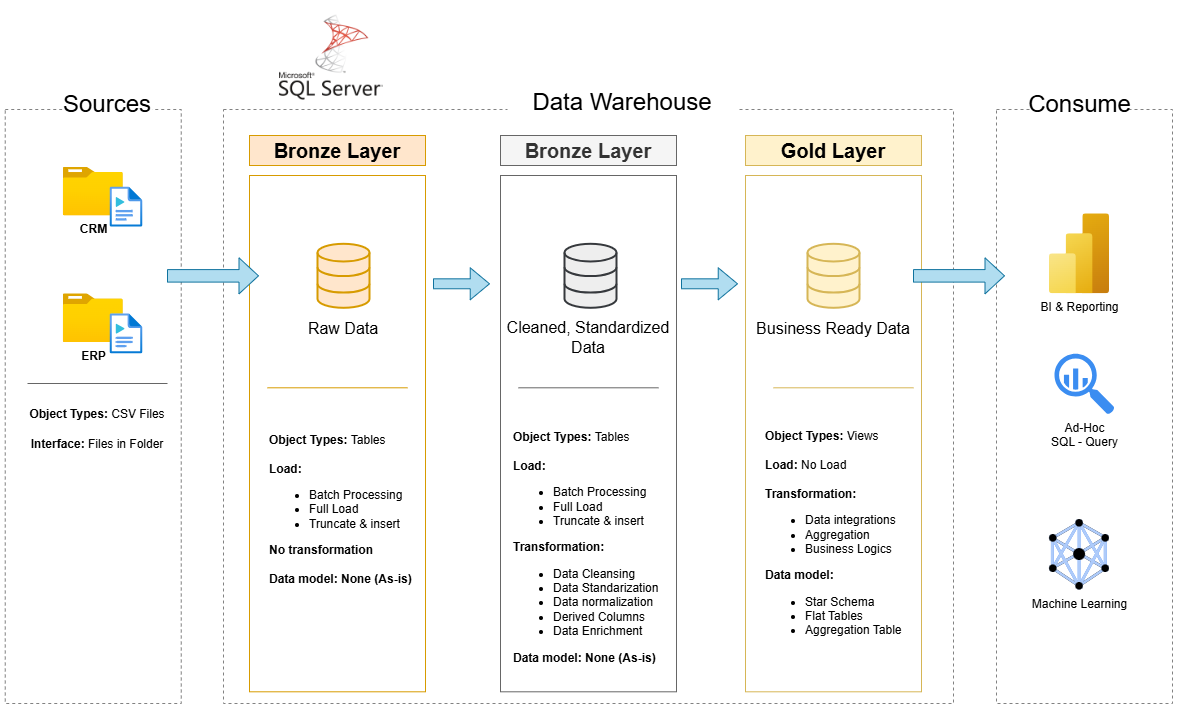 Microsoft®
SQL Server
Sources
Data Warehouse
Consume
CRM
ERP
Object Types: CSV Files
Interface: Files in Folder
Bronze Layer
Raw Data
Object Types: Tables
Load:
Batch Processing
Full Load
Truncate & insert
No transformation
Data model: None (As-is)
Bronze Layer
Cleaned, Standardized
Data
Object Types: Tables
Load:
Batch Processing
Full Load
Truncate & insert
Transformation:
Data Cleansing
Data Standarization
Data normalization
Derived Columns
Data Enrichment
Data model: None (As-is)
Gold Layer
Business Ready Data
Object Types: Views
Load: No Load
Transformation:
Data integrations
Aggregation
Business Logics
Data model:
Star Schema
Flat Tables
Aggregation Table
BI & Reporting
Ad-Hoc
SQL - Query
Machine Learning